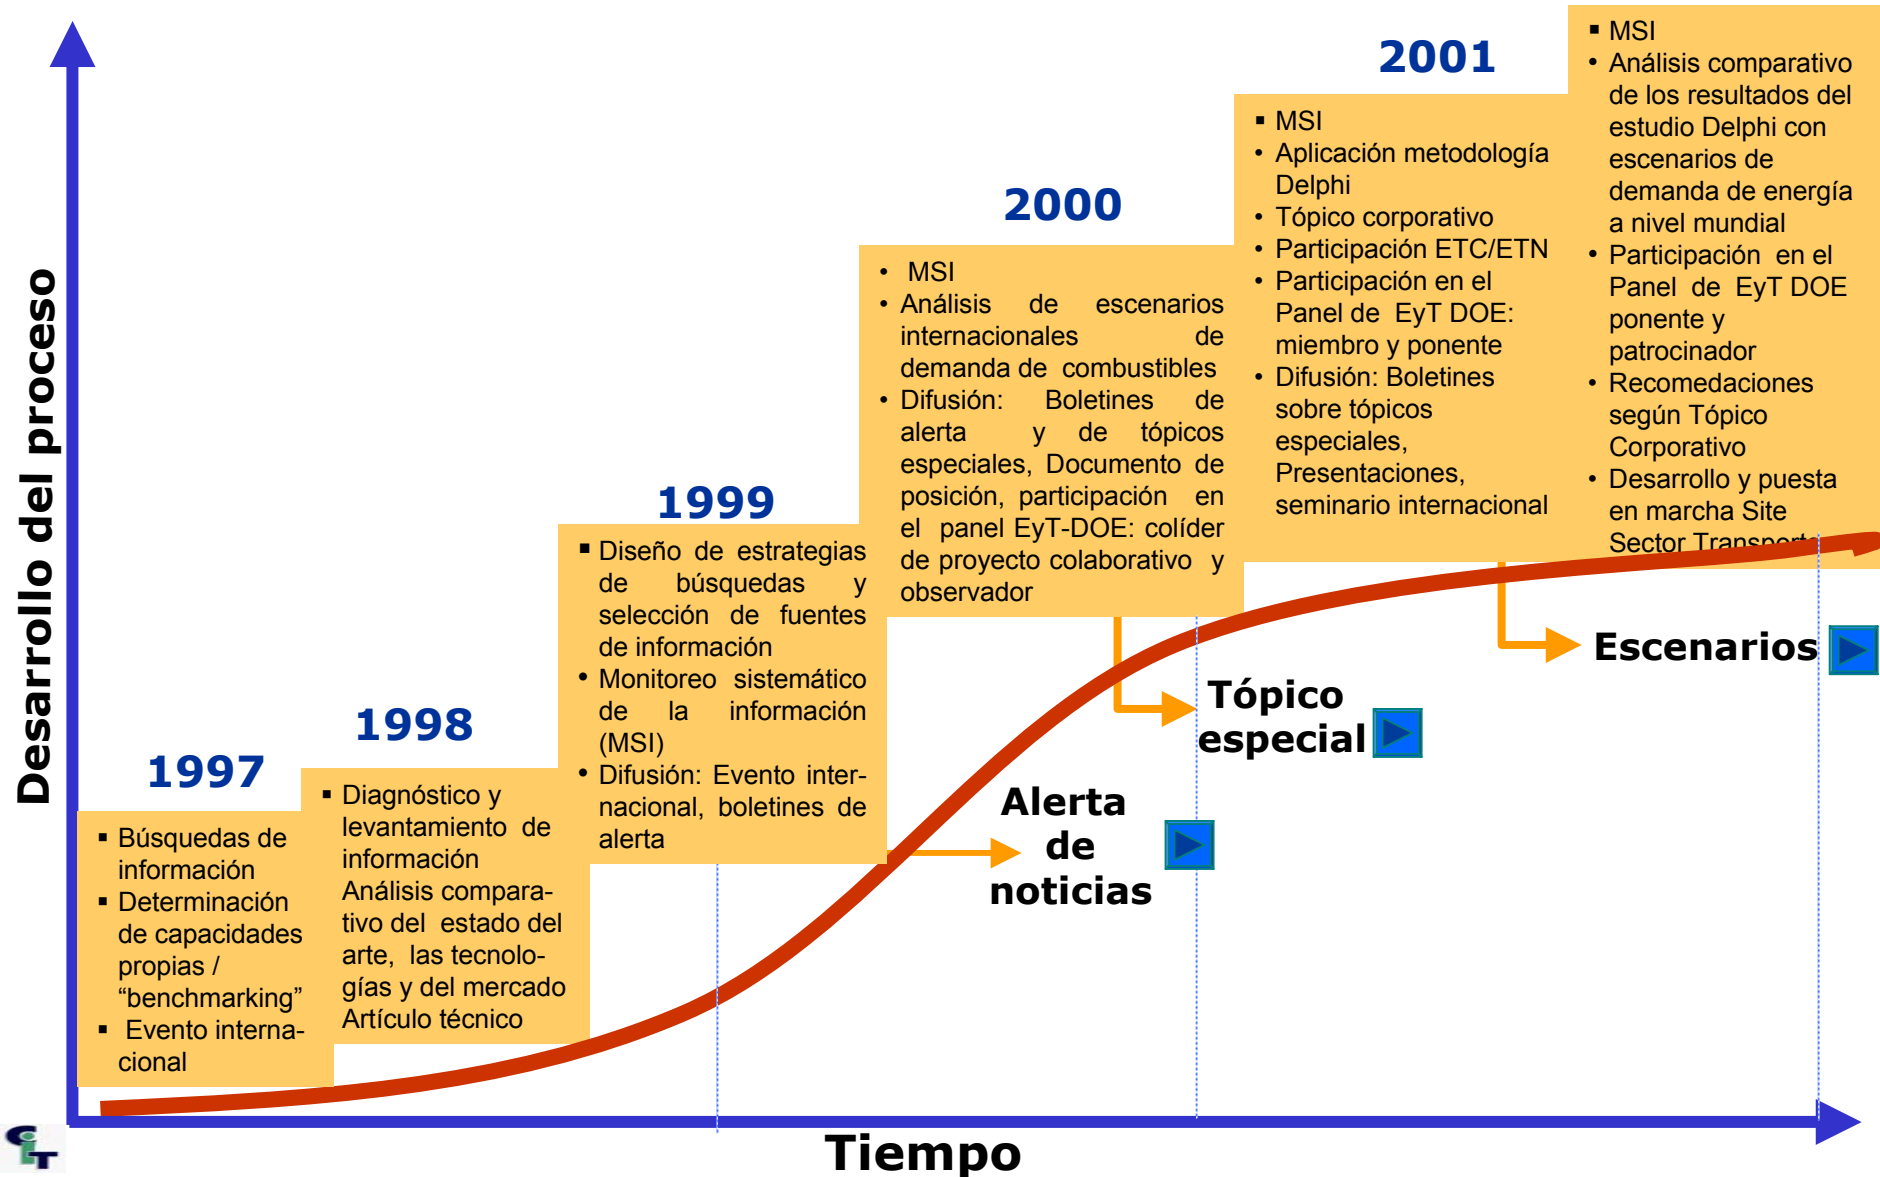 Desarrollo del proceso
1997
▪ Búsquedas de
información
▪ Determinación
de capacidades
propias /
“benchmarking”
▪ Evento interna-
cional
1998
▪ Diagnóstico y
levantamiento de
información
Análisis compara-
tivo del estado del
arte, las tecnolo-
gías y del mercado
Artículo técnico
1999
▪ Diseño de estrategias
de búsquedas y
selección de fuentes
de información
• Monitoreo sistemático
de la información
(MSI)
• Difusión: Evento inter-
nacional, boletines de
alerta
2000
• MSI
• Análisis de escenarios
internacionales de
demanda de combustibles
• Difusión: Boletines de
alerta y de tópicos
especiales, Documento de
posición, participación en
el panel EyT-DOE: colíder
de proyecto colaborativo y
observador
2001
▪ MSI
• Aplicación metodología
Delphi
• Tópico corporativo
• Participación ETC/ETN
• Participación en el
Panel de EyT DOE:
miembro y ponente
• Difusión: Boletines
sobre tópicos
especiales,
Presentaciones,
seminario internacional
▪ MSI
• Análisis comparativo
de los resultados del
estudio Delphi con
escenarios de
demanda de energía
a nivel mundial
• Participación en el
Panel de EyT DOE
ponente y
patrocinador
• Recomedaciones
según Tópico
Corporativo
• Desarrollo y puesta
en marcha Site
Sector Transporte
Escenarios
Tópico
especial
Alerta
de
noticias
Tiempo